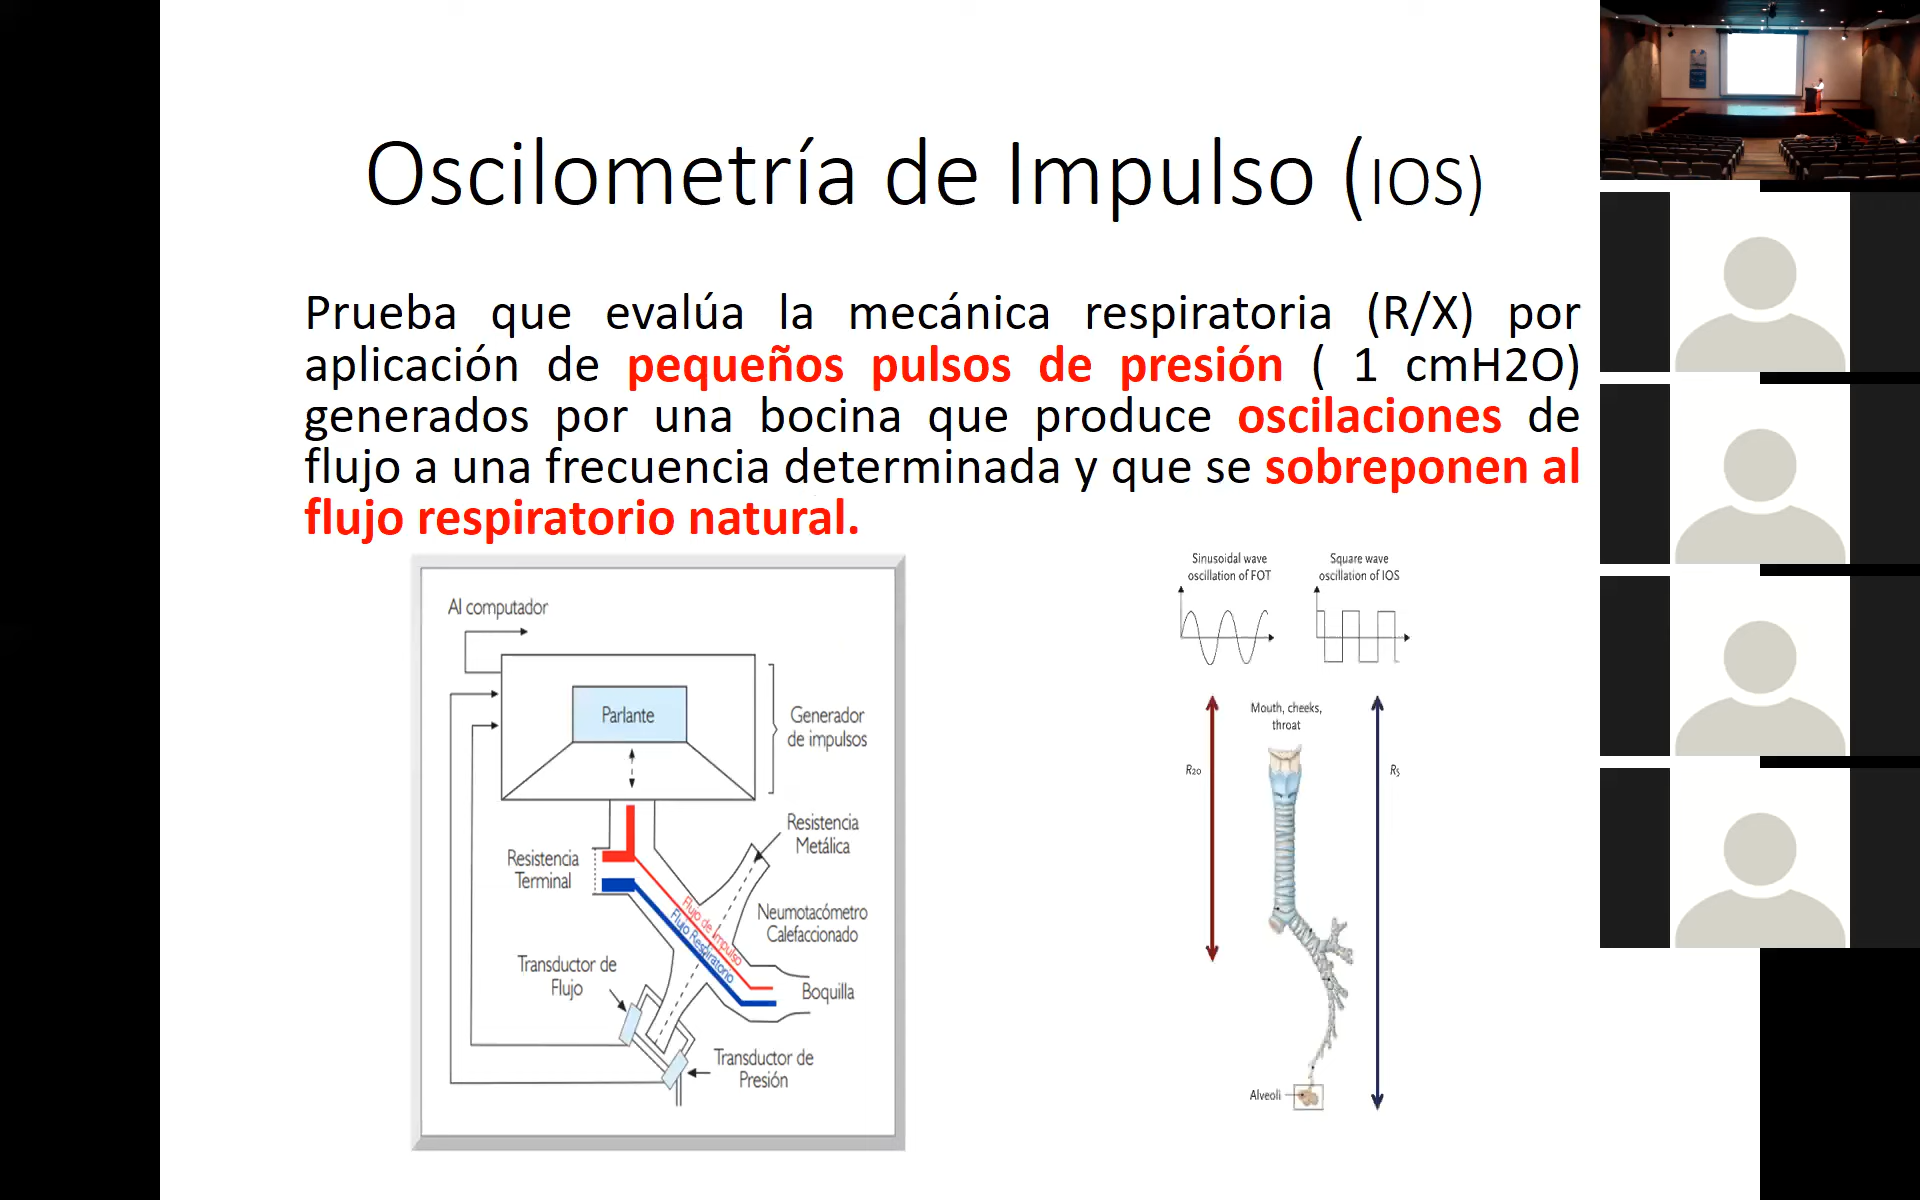 Oscilometría de Impulso (IOS)
Prueba que evalúa la mecánica respiratoria (R/X) por
aplicación de pequeños pulsos de presión ( 1 cmH2O)
generados por una bocina que produce oscilaciones de
flujo a una frecuencia determinada y que se sobreponen al
flujo respiratorio natural.
Al computador
Parlante
Generador
de impulsos
Resistencia
Metálica
Resistencia
Terminal
Flujo de Impulso
Flujo Respiratorio
Neumotacómetro
Calefaccionado
Transductor de
Flujo
Boquilla
Transductor de
Presión
Sinusoidal wave
oscillation of FOT
Square wave
oscillation of IOS
Mouth, cheeks,
throat
R20
R5
Alveoli